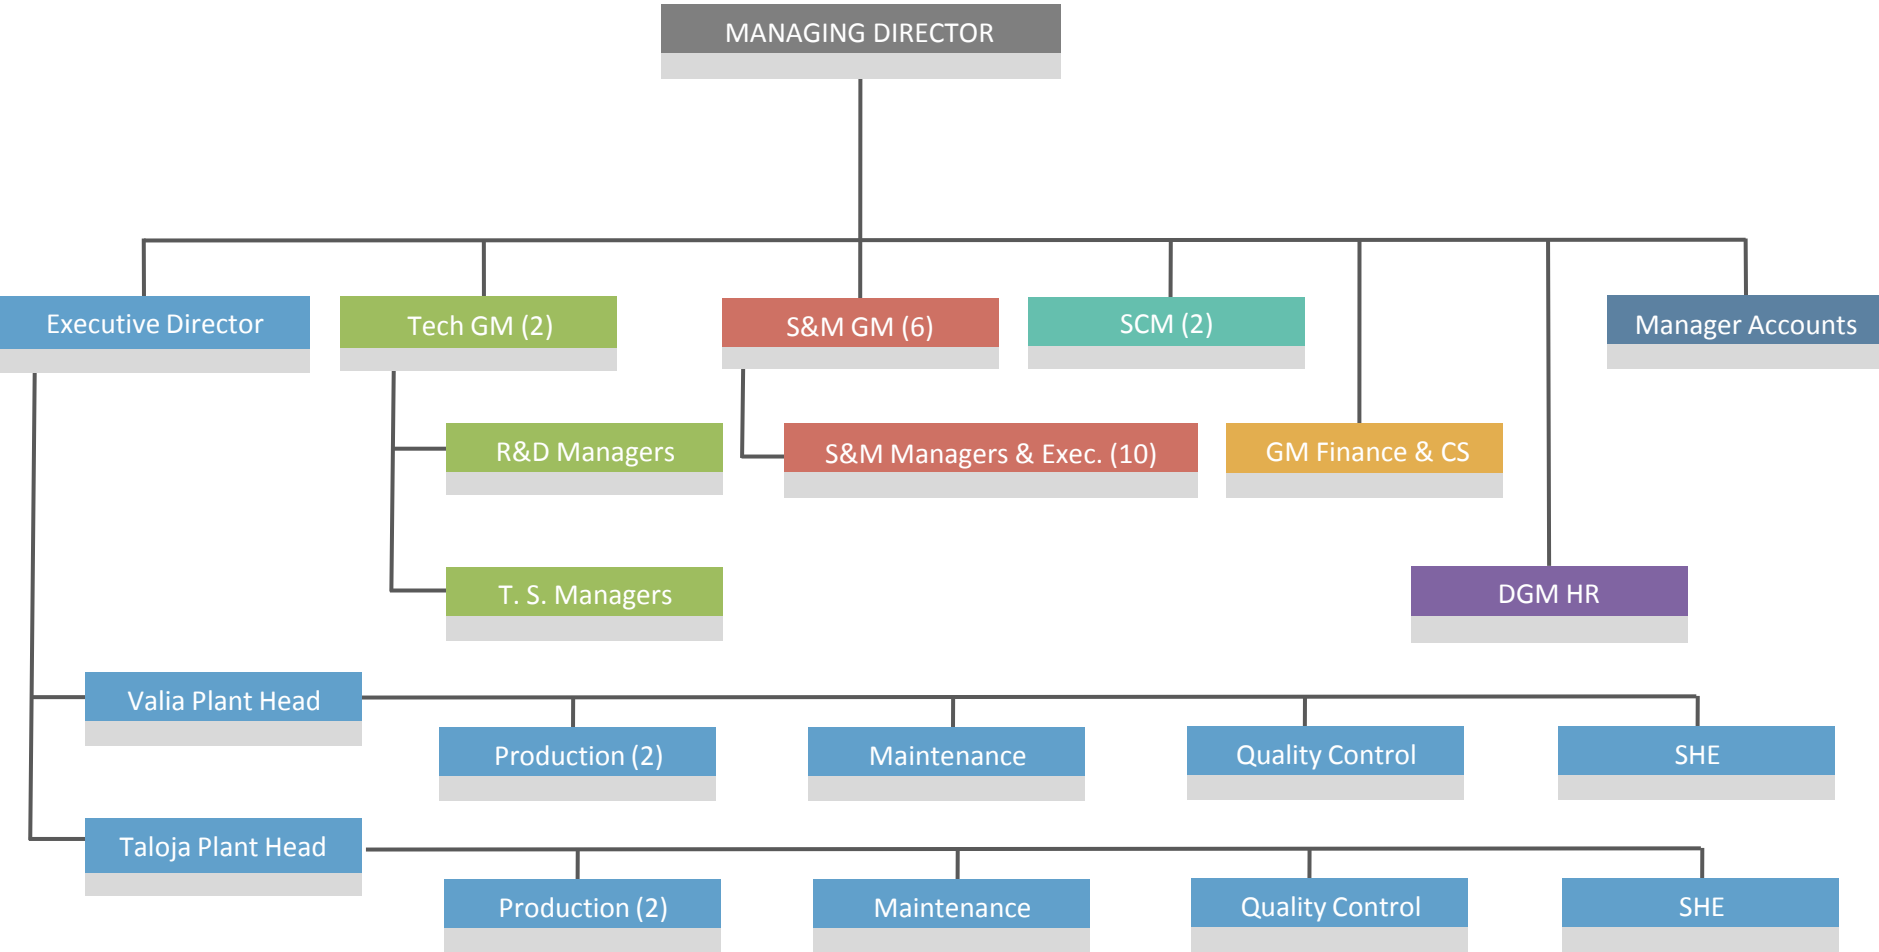 MANAGING DIRECTOR
Executive Director
Tech GM (2)
S&M GM (6)
SCM (2)
Manager Accounts
R&D Managers
S&M Managers & Exec. (10)
GM Finance & CS
T. S. Managers
DGM HR
Valia Plant Head
Production (2)
Maintenance
Quality Control
SHE
Taloja Plant Head
Production (2)
Maintenance
Quality Control
SHE